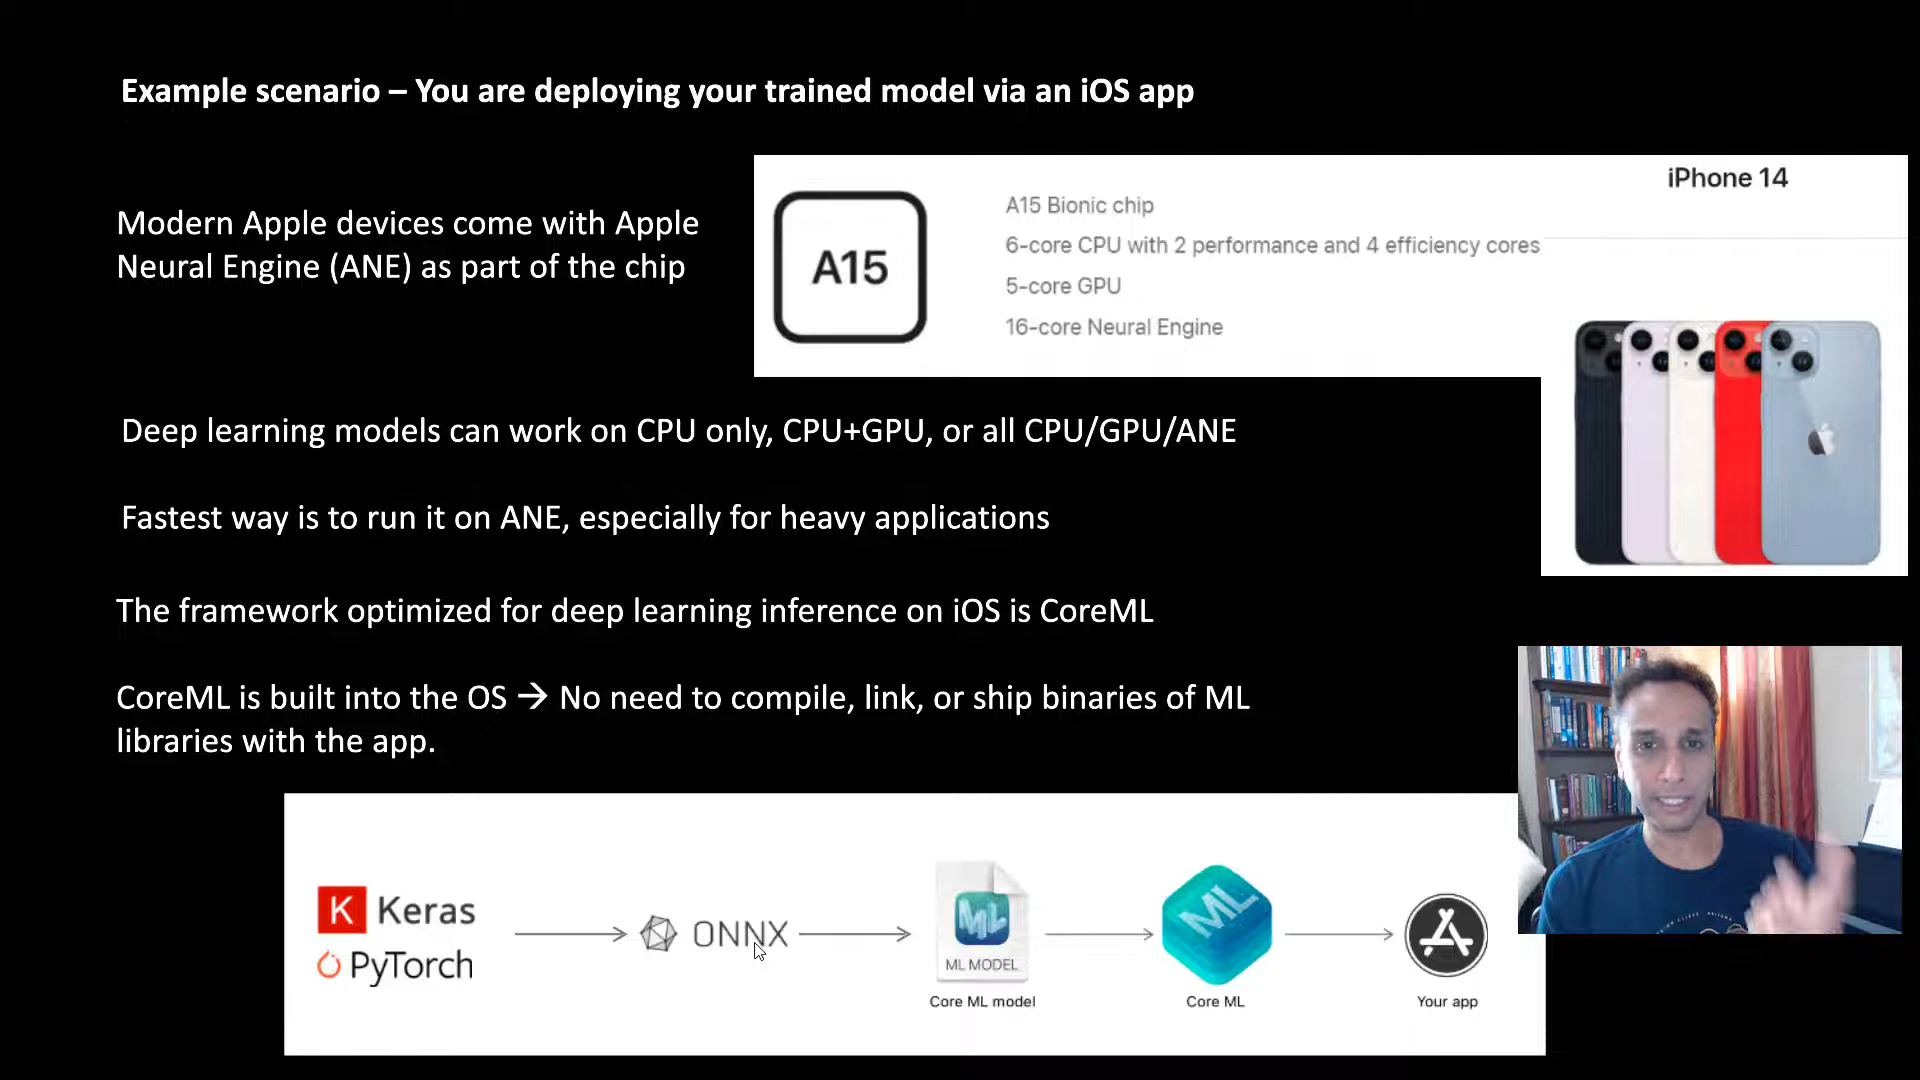 Example scenario – You are deploying your trained model via an iOS app
iPhone 14
Modern Apple devices come with Apple
Neural Engine (ANE) as part of the chip
A15
A15 Bionic chip
6-core CPU with 2 performance and 4 efficiency cores
5-core GPU
16-core Neural Engine
Deep learning models can work on CPU only, CPU+GPU, or all CPU/GPU/ANE
Fastest way is to run it on ANE, especially for heavy applications
The framework optimized for deep learning inference on iOS is CoreML
CoreML is built into the OS → No need to compile, link, or ship binaries of ML
libraries with the app.
K Keras
PyTorch
ONNX
ML
ML MODEL
Core ML model
ML
Core ML
Your app